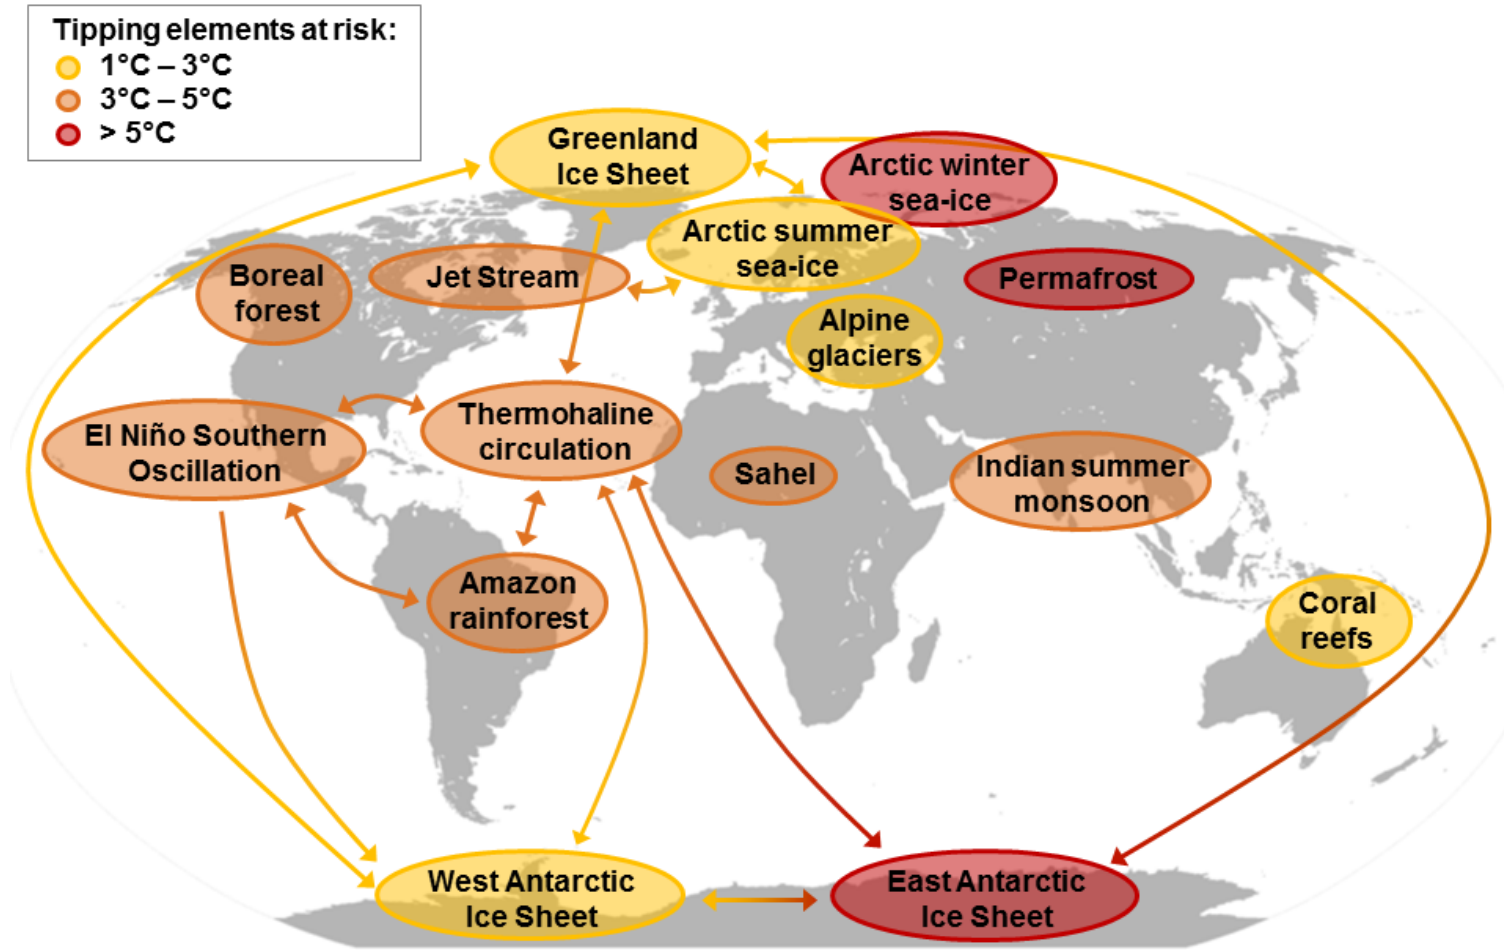 Tipping elements at risk:
1°C – 3°C
3°C – 5°C
> 5°C
Greenland
Ice Sheet
Arctic winter
sea-ice
Arctic summer
sea-ice
Boreal
forest
Jet Stream
Permafrost
Alpine
glaciers
El Niño Southern
Oscillation
Thermohaline
circulation
Sahel
Indian summer
monsoon
Amazon
rainforest
Coral
reefs
West Antarctic
Ice Sheet
East Antarctic
Ice Sheet